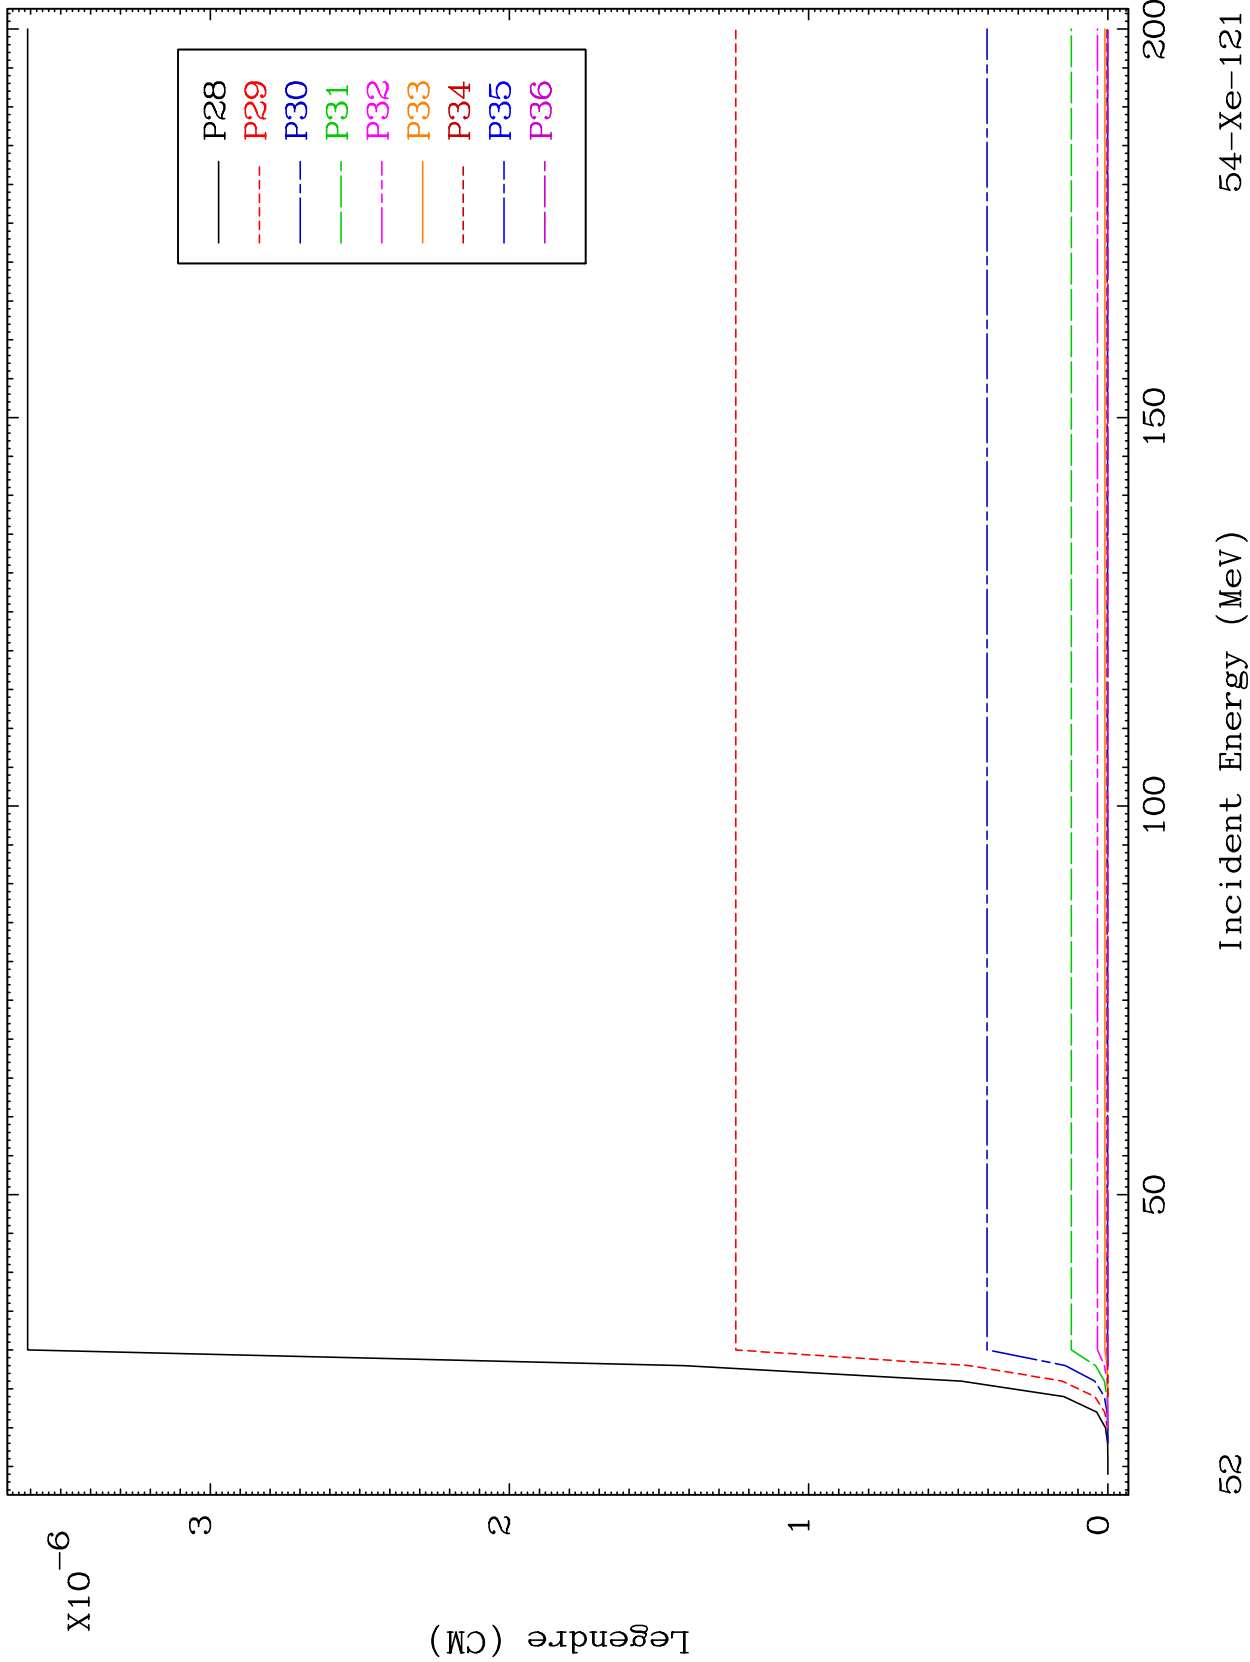 X10-6
Legendre (CM)
3
2
1
0
P28
P29
P30
P31
P32
P33
P34
P35
P36
50
100
150
200
Incident Energy (MeV)
52
54-Xe-121